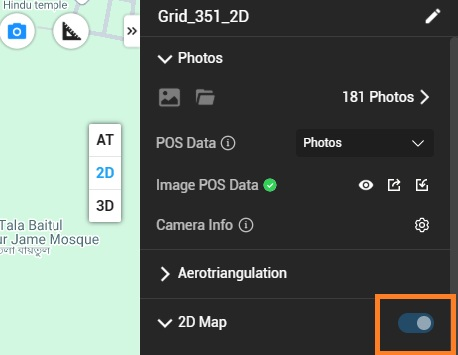 Hindu temple
Grid_351_2D
Photos
181 Photos
AT
POS Data
Photos
2D
Image POS Data
3D
Tala Baitul
ur Jame Mosque
Camera Info
Aerotriangulation
2D Map